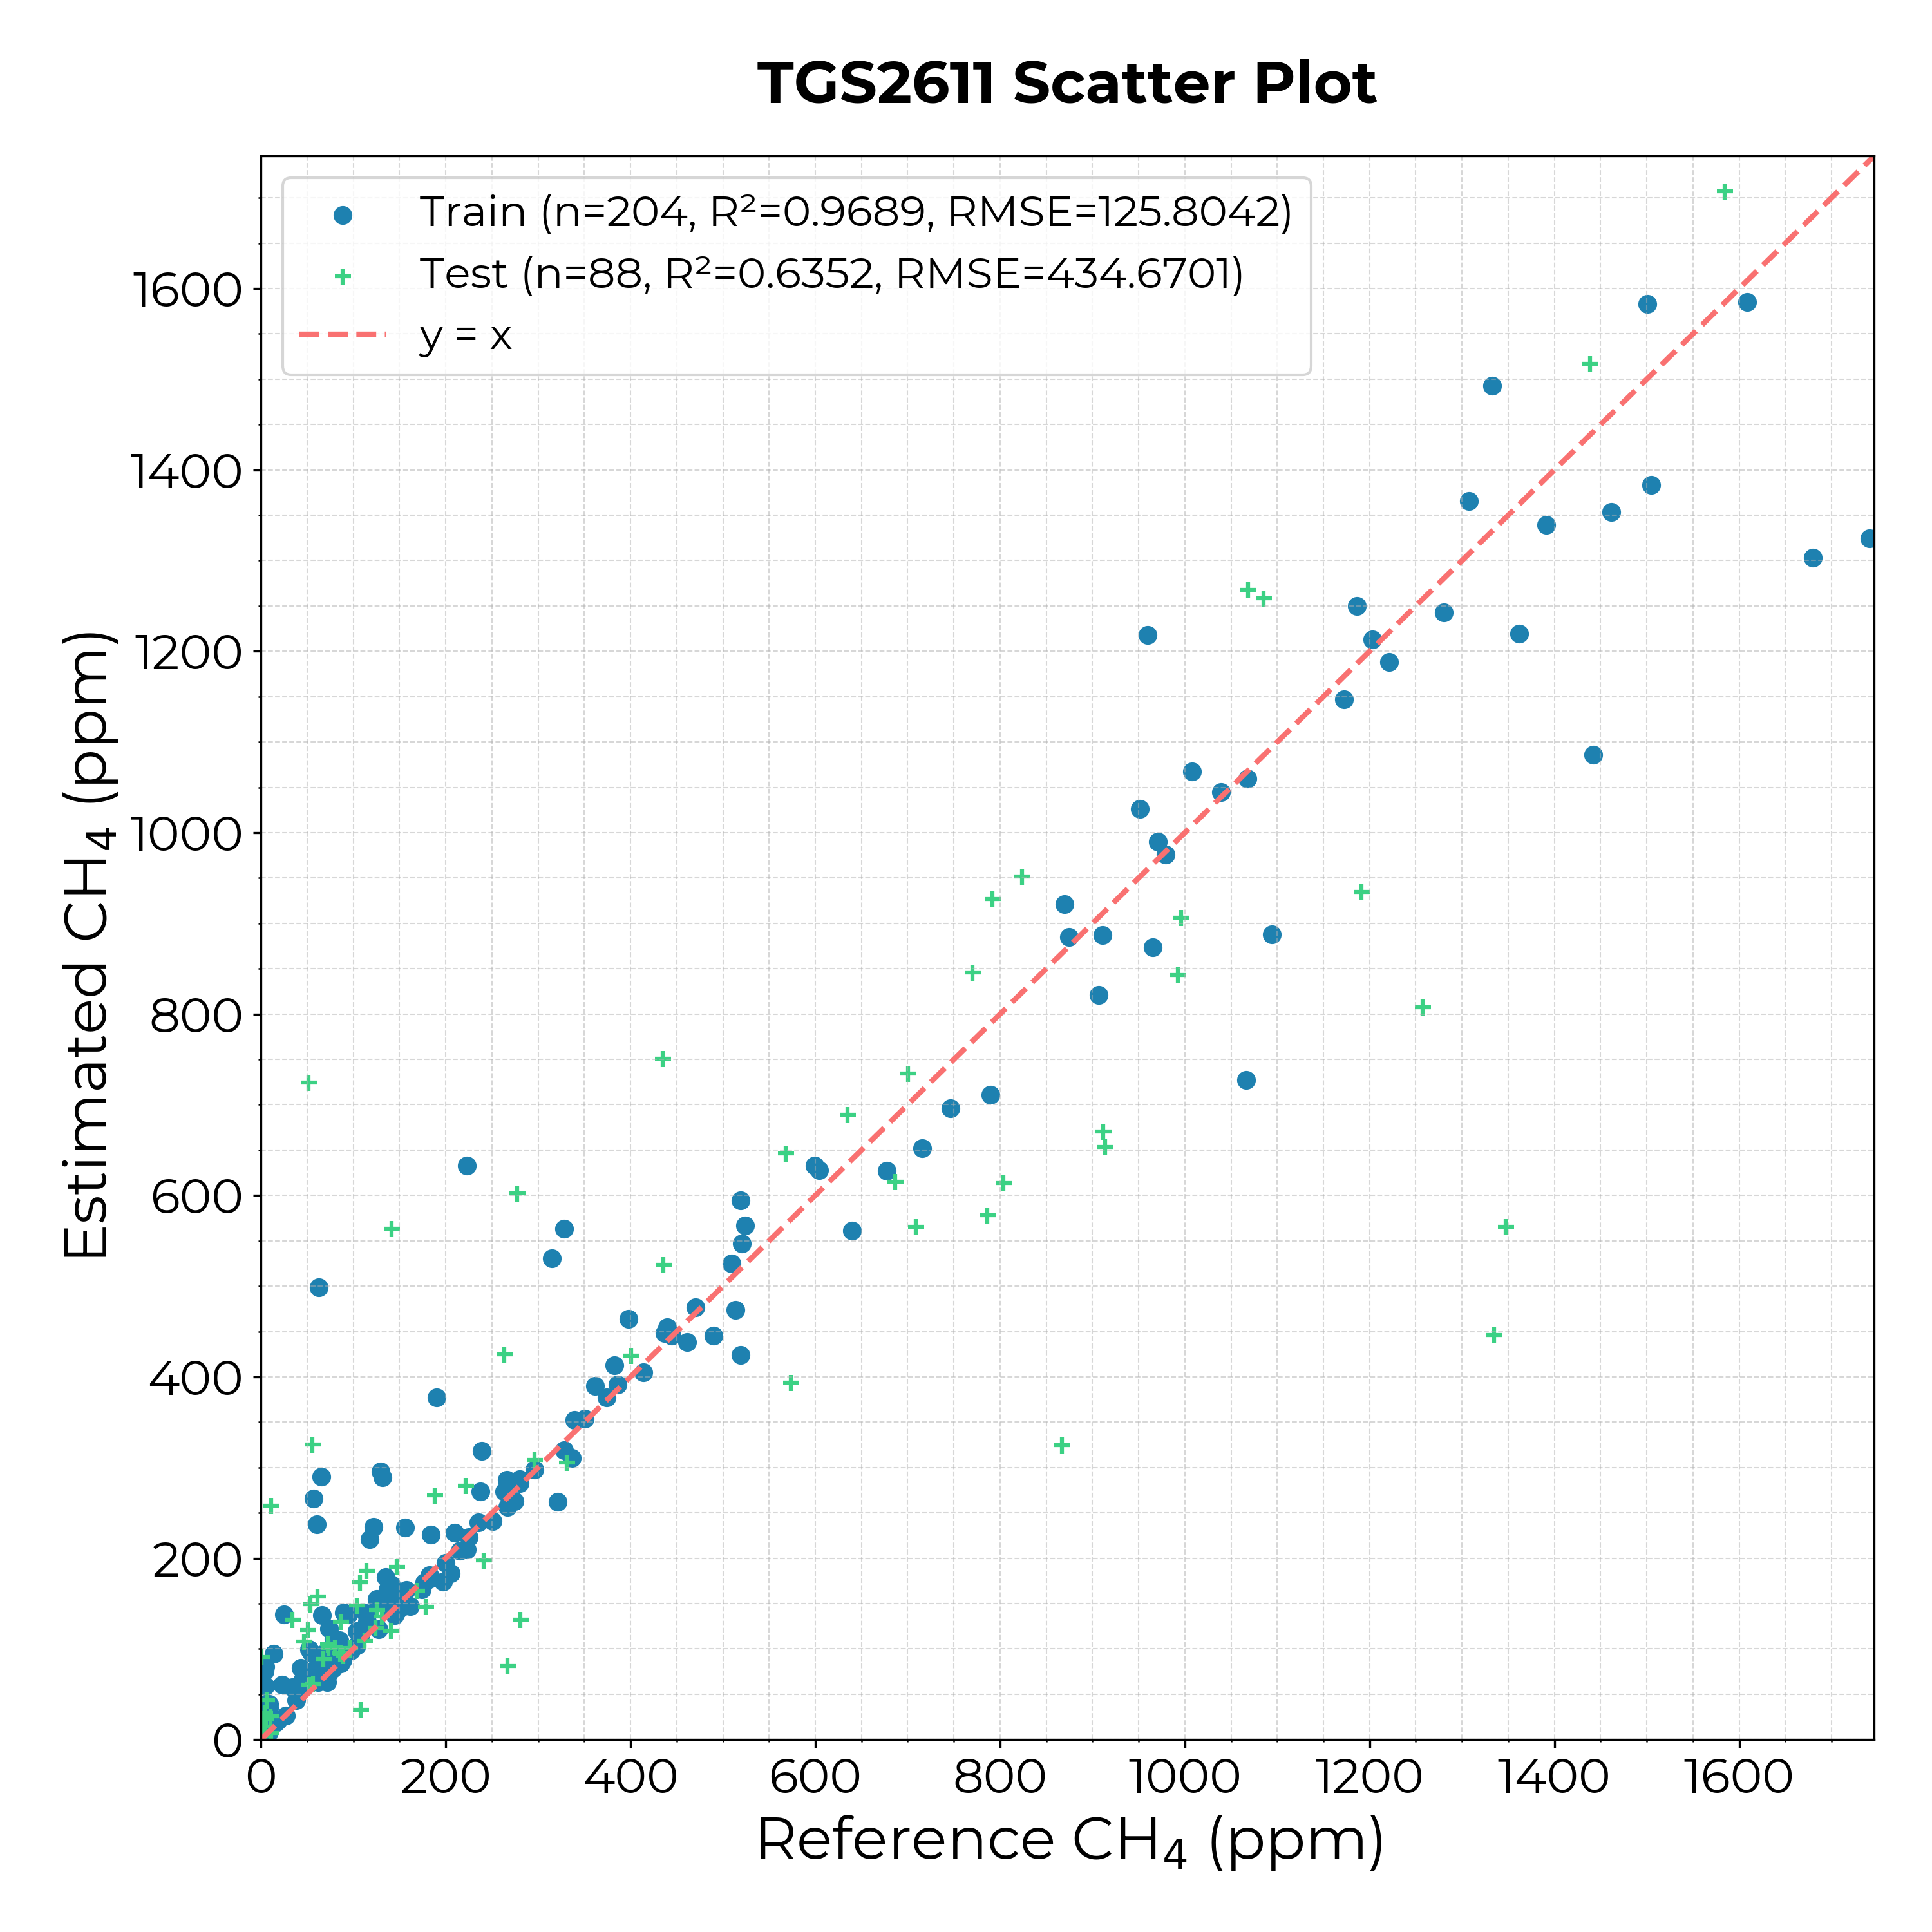 TGS2611 Scatter Plot
Train (n=204, R²=0.9689, RMSE=125.8042)
Test (n=88, R²=0.6352, RMSE=434.6701)
y = x
Estimated CH₄ (ppm)
1600
1400
1200
1000
800
600
400
200
0
0 200 400 600 800 1000 1200 1400 1600
Reference CH₄ (ppm)